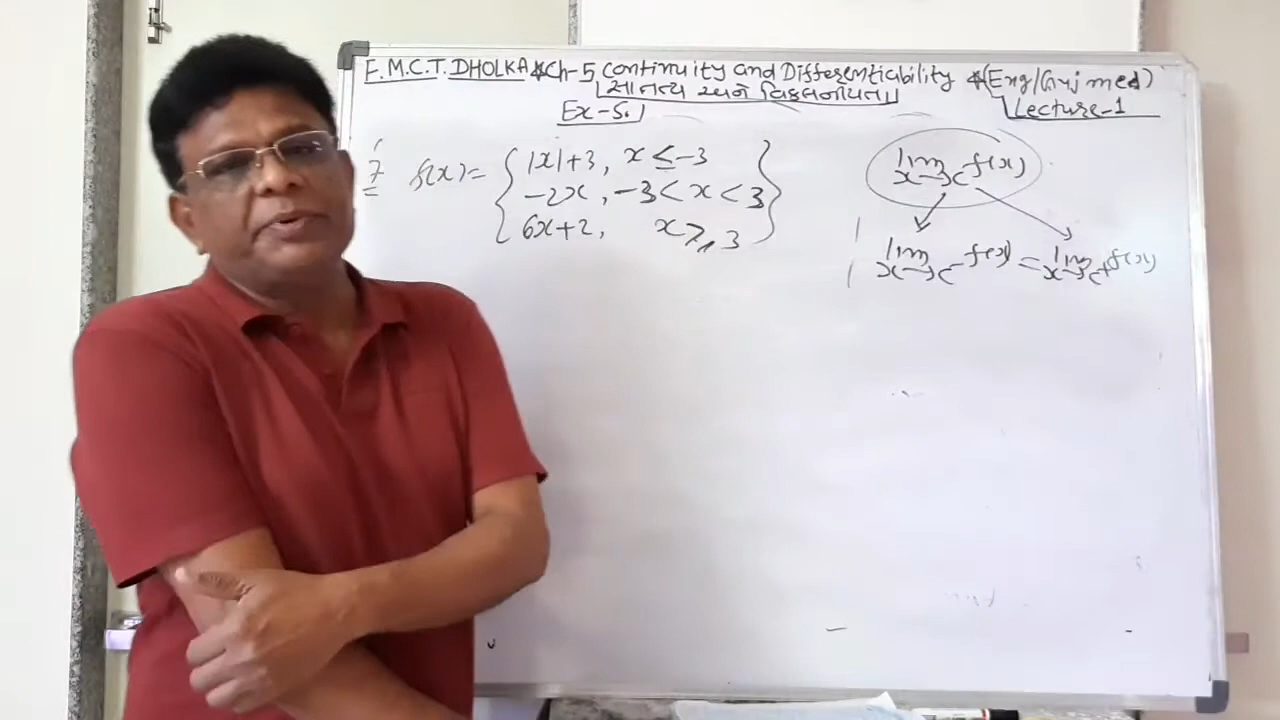 F.M.C.T. DHOLKA * Ch-5 Continuity and Differentiability * (Eng/Guj med)
સાતત્ય અને વિકલનીયતા
Lecture-1
Ex-5.1
7 f(x) = { |x|+3, x ≤ -3
-2x, -3 < x < 3
6x+2, x ≥ 3 }
lim x→c f(x)
lim x→c⁻ f(x) = lim x→c⁺ f(x)